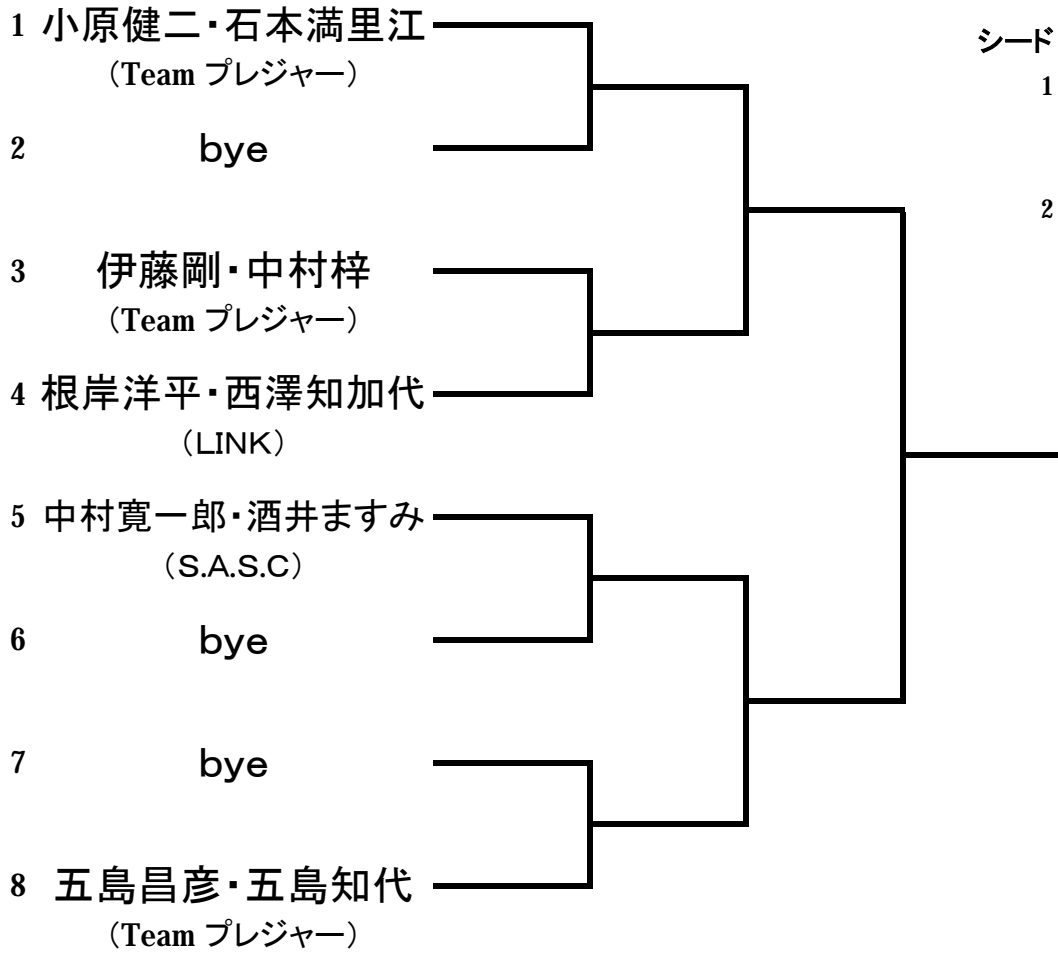 1 小原健二・石本満里江
（Team プレジャー）
2 bye
3 伊藤剛・中村梓
（Team プレジャー）
4 根岸洋平・西澤知加代
（LINK）
5 中村寛一郎・酒井ますみ
（S.A.S.C）
6 bye
7 bye
8 五島昌彦・五島知代
（Team プレジャー）
シード
1
2